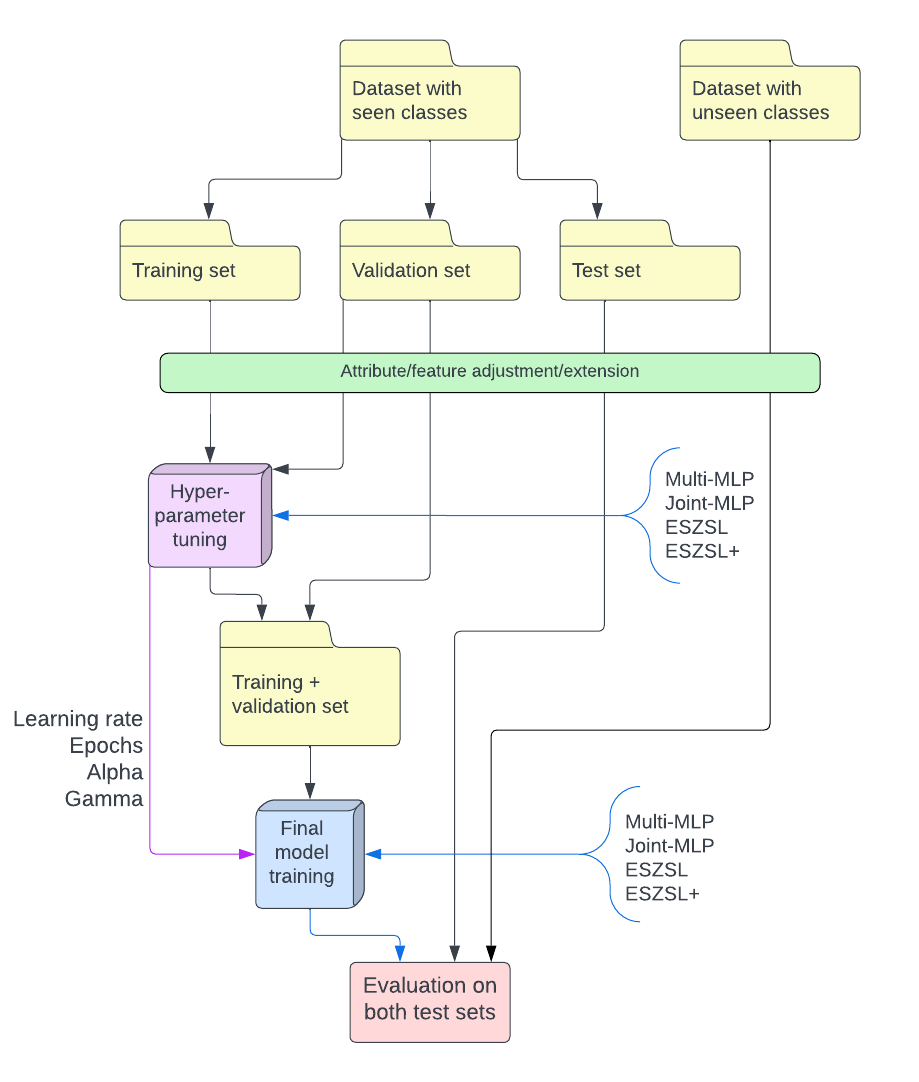 Dataset with
seen classes
Dataset with
unseen classes
Training set
Validation set
Test set
Attribute/feature adjustment/extension
Hyper-
parameter
tuning
Multi-MLP
Joint-MLP
ESZSL
ESZSL+
Training +
validation set
Learning rate
Epochs
Alpha
Gamma
Final
model
training
Multi-MLP
Joint-MLP
ESZSL
ESZSL+
Evaluation on
both test sets